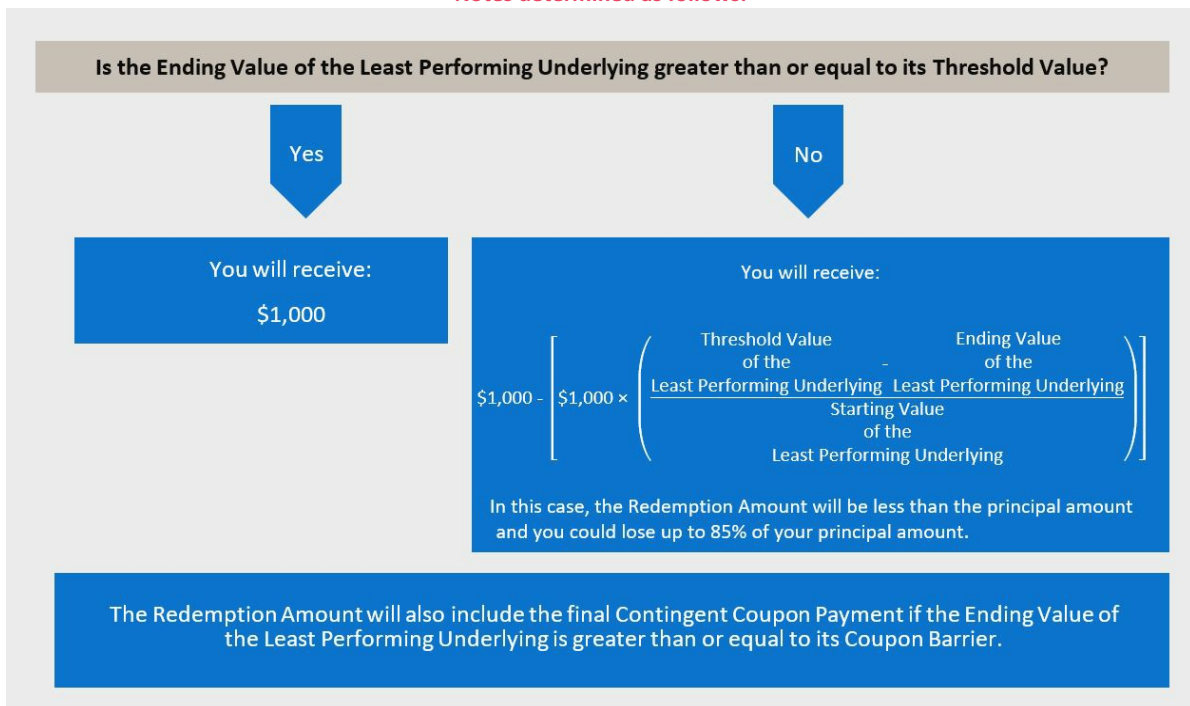 Notes determined as follows:
Is the Ending Value of the Least Performing Underlying greater than or equal to its Threshold Value?
Yes
No
You will receive:
$1,000
You will receive:
Threshold Value Ending Value
of the - of the
$1,000 - [$1,000 × ( Least Performing Underlying Least Performing Underlying
Starting Value
of the
Least Performing Underlying )]
In this case, the Redemption Amount will be less than the principal amount
and you could lose up to 85% of your principal amount.
The Redemption Amount will also include the final Contingent Coupon Payment if the Ending Value of
the Least Performing Underlying is greater than or equal to its Coupon Barrier.